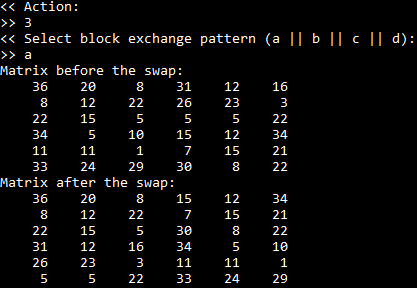 << Action:
>> 3
<< Select block exchange pattern (a || b || c || d):
>> a
Matrix before the swap:
36 20 8 31 12 16
8 12 22 26 23 3
22 15 5 5 5 22
34 5 10 15 12 34
11 11 1 7 15 21
33 24 29 30 8 22
Matrix after the swap:
36 20 8 15 12 34
8 12 22 7 15 21
22 15 5 30 8 22
31 12 16 34 5 10
26 23 3 11 11 1
5 5 22 33 24 29